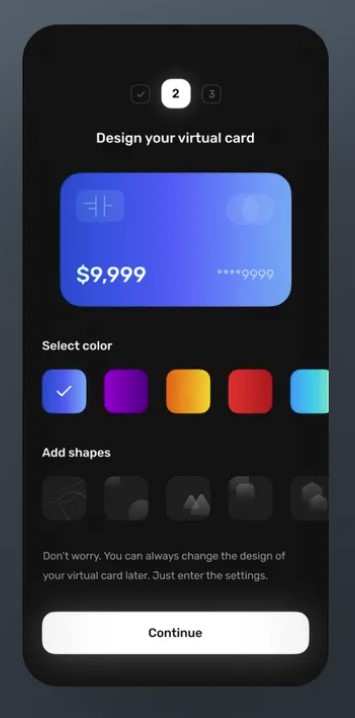 2
3
Design your virtual card
$9,999
****9999
Select color
Add shapes
Don't worry. You can always change the design of
your virtual card later. Just enter the settings.
Continue